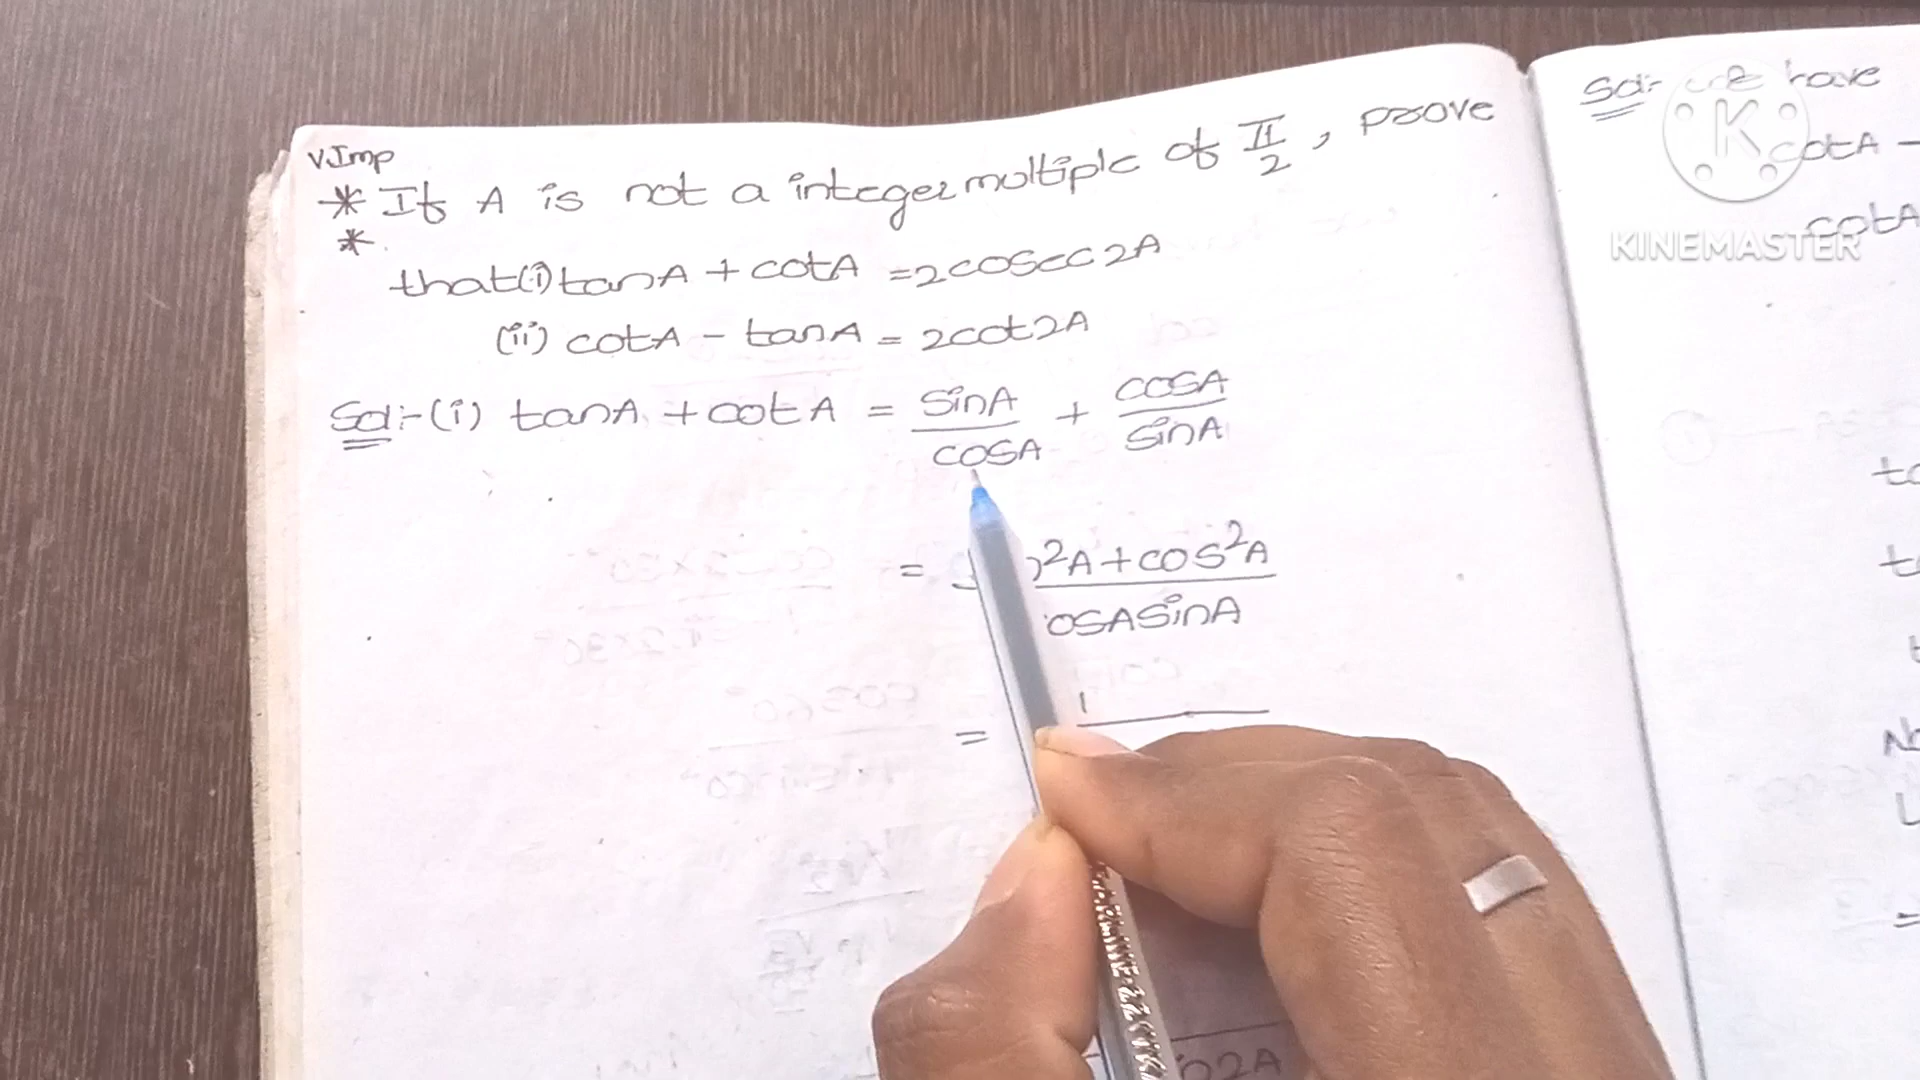 V.Imp
* If A is not a integer multiple of π/2, prove
*
that (i) tanA + cotA = 2cosec2A
(ii) cotA - tanA = 2cot2A
Sol:- (i) tanA + cotA = sinA/cosA + cosA/sinA
= ²A + cos²A / osAsinA
= 1
2A
Sol:- we have
cotA -
cotA
=
K
KINEMASTER